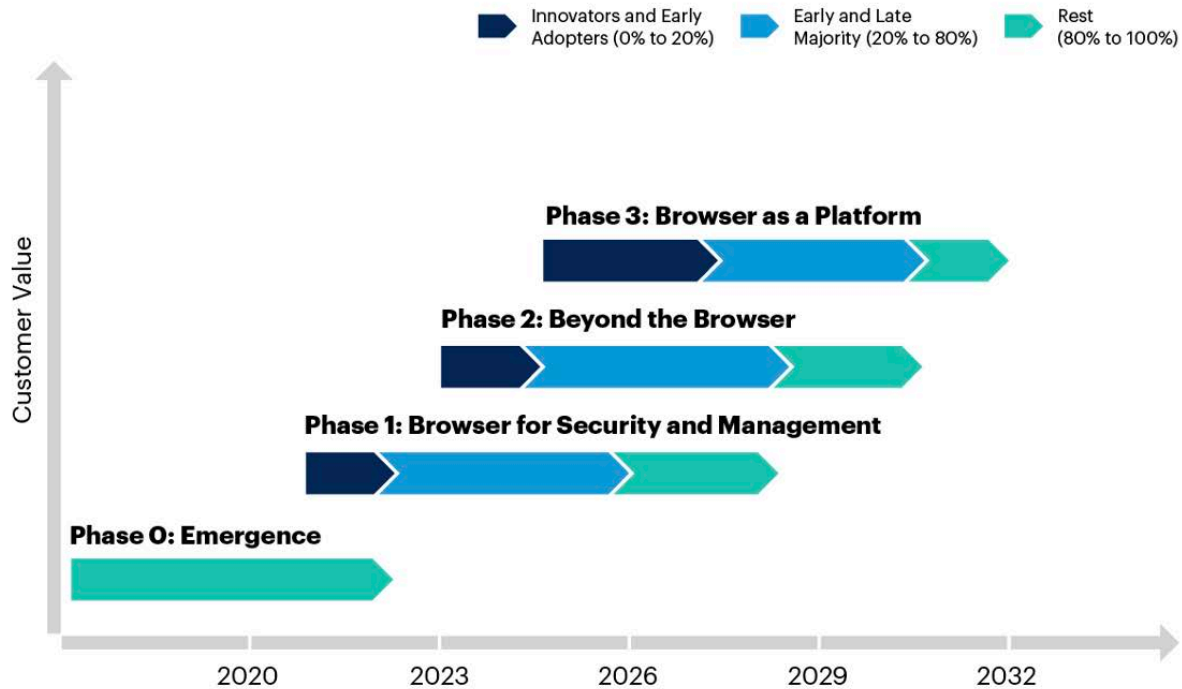 Innovators and Early
Adopters (0% to 20%)
Early and Late
Majority (20% to 80%)
Rest
(80% to 100%)
Customer Value
Phase 3: Browser as a Platform
Phase 2: Beyond the Browser
Phase 1: Browser for Security and Management
Phase 0: Emergence
2020
2023
2026
2029
2032